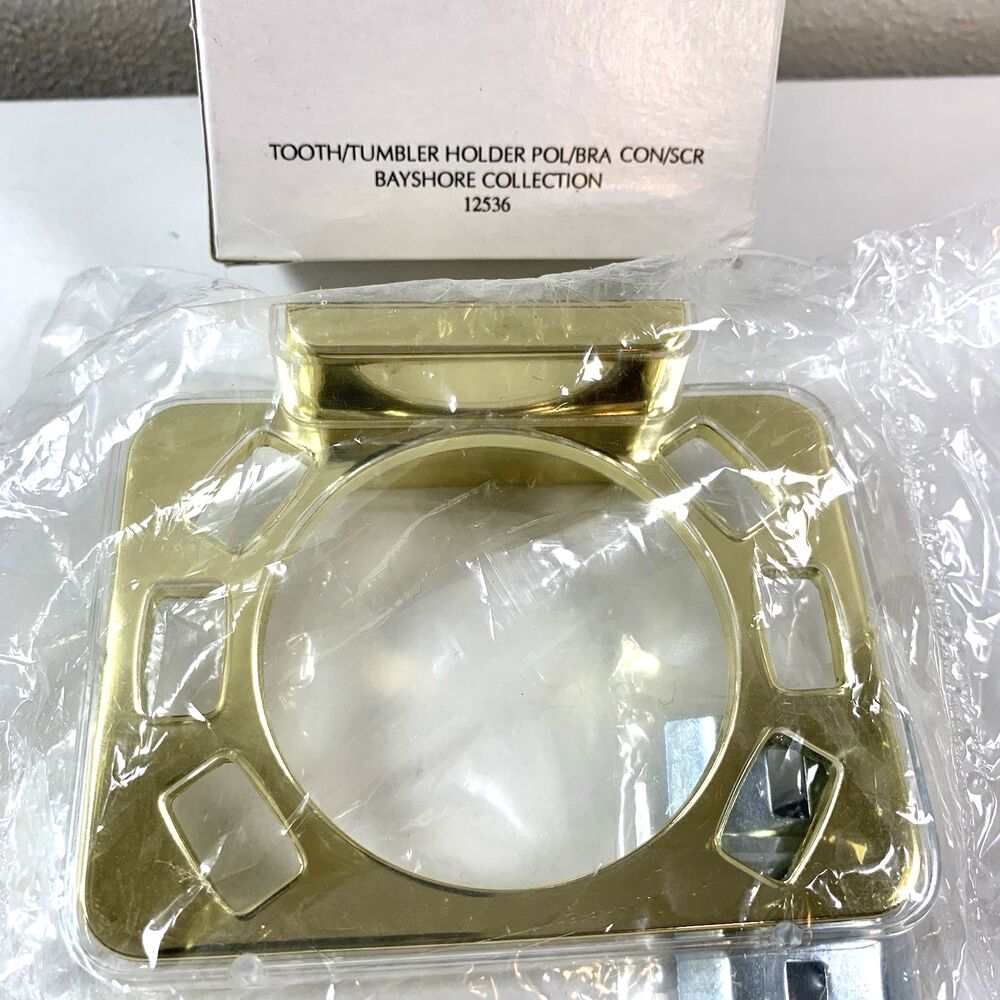 TOOTH/TUMBLER HOLDER POL/BRA CON/SCR
BAYSHORE COLLECTION
12536